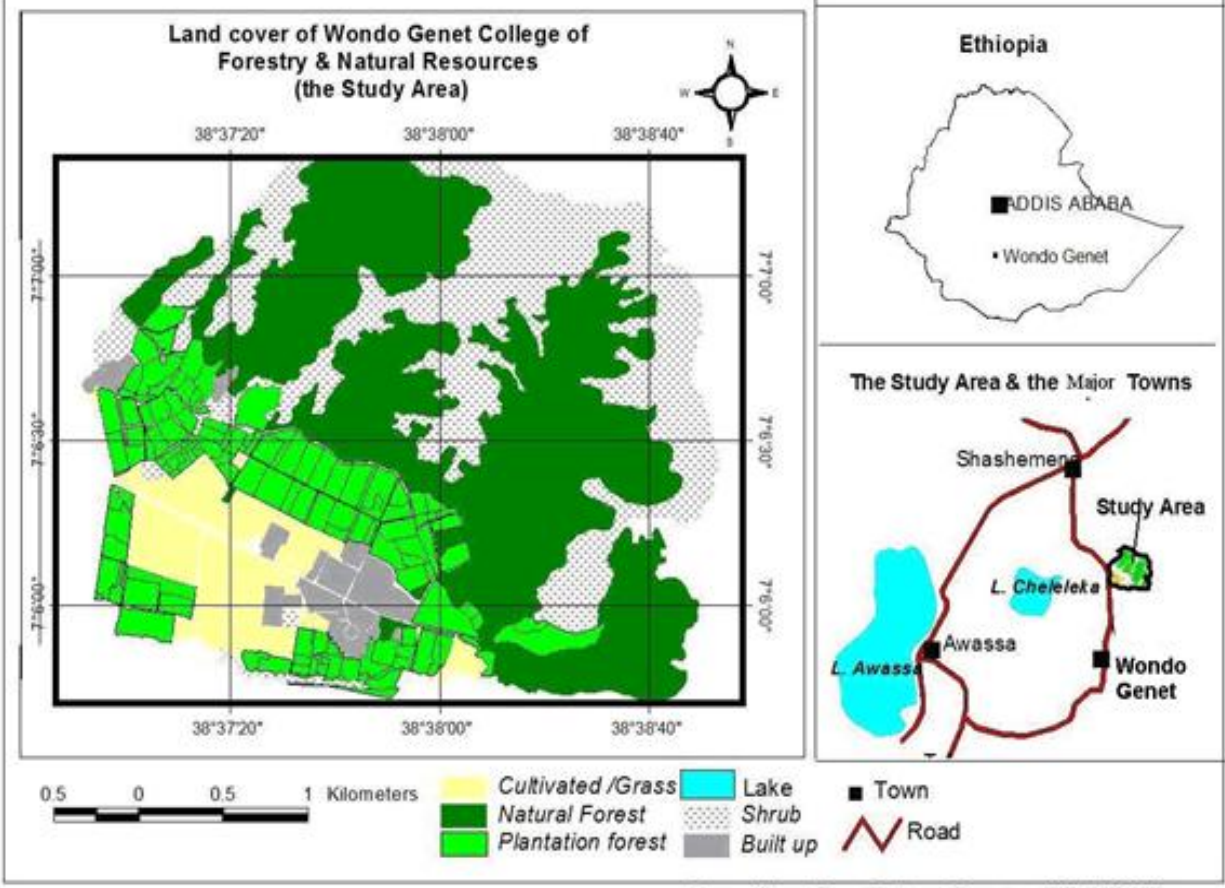 Land cover of Wondo Genet College of
Forestry & Natural Resources
(the Study Area)
N
W
E
S
38°37'20"
38°38'00"
38°38'40"
7°7'00"
7°7'00"
7°6'30"
7°6'30"
7°6'00"
7°6'00"
38°37'20"
38°38'00"
38°38'40"
Ethiopia
ADDIS ABABA
Wondo Genet
The Study Area & the Major Towns
Shashemene
Study Area
L. Cheleleka
Awassa
L. Awassa
Wondo
Genet
0.5 0 0.5 1 Kilometers
Cultivated /Grass
Natural Forest
Plantation forest
Lake
Shrub
Built up
Town
Road